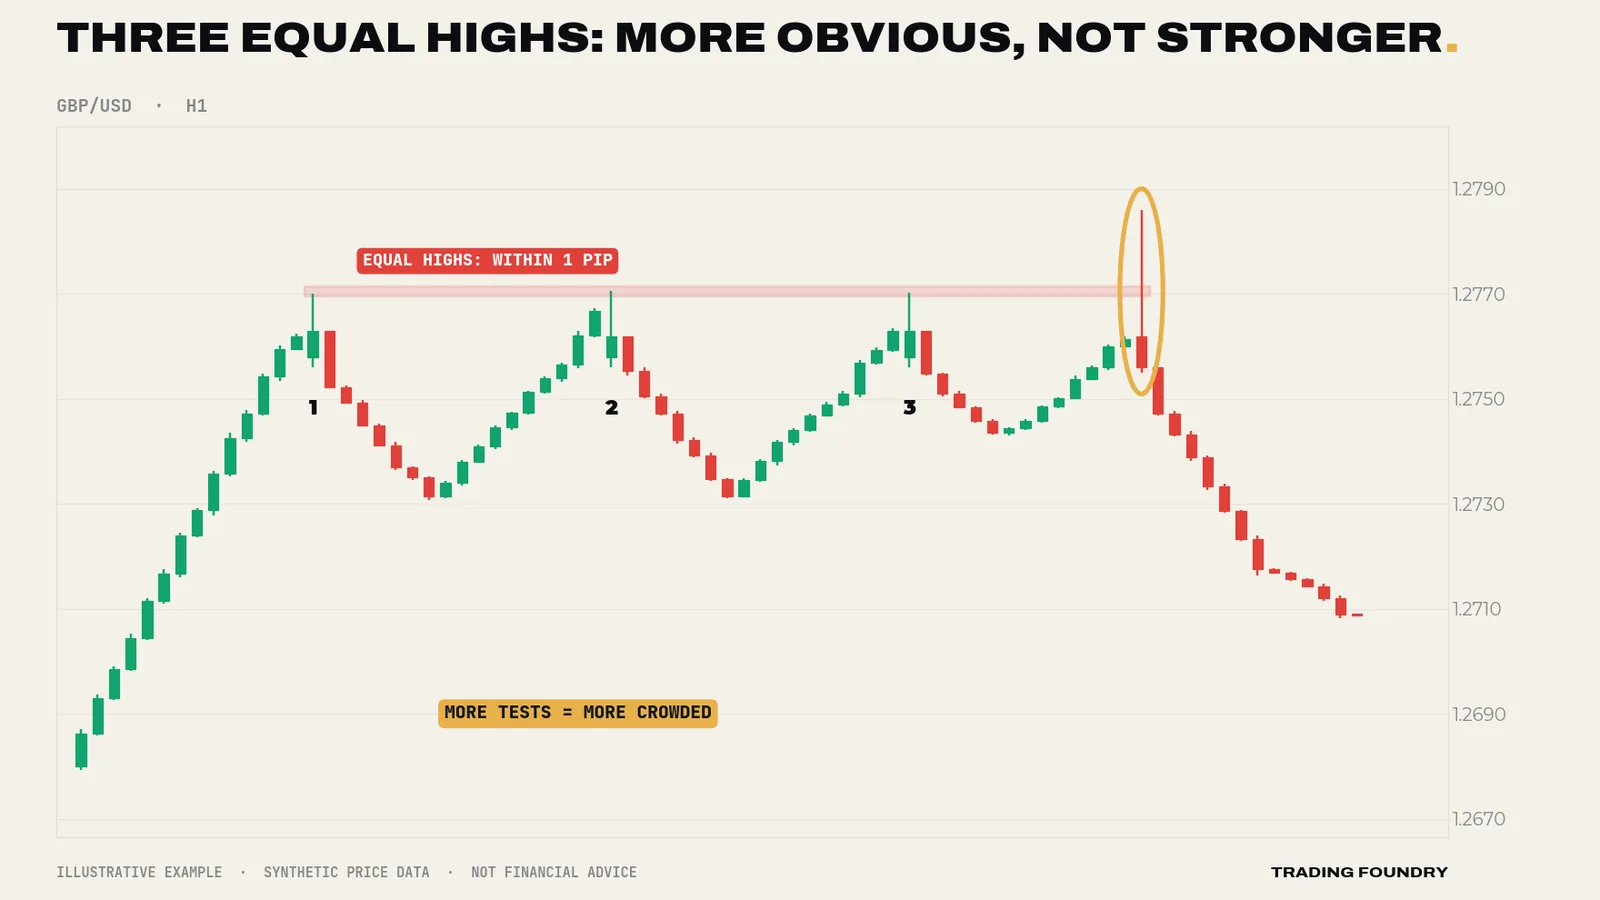 THREE EQUAL HIGHS: MORE OBVIOUS, NOT STRONGER.
GBP/USD · H1
1.2790
EQUAL HIGHS: WITHIN 1 PIP
1.2770
1.2750
1 2 3
1.2730
1.2710
MORE TESTS = MORE CROWDED
1.2690
1.2670
ILLUSTRATIVE EXAMPLE · SYNTHETIC PRICE DATA · NOT FINANCIAL ADVICE
TRADING FOUNDRY